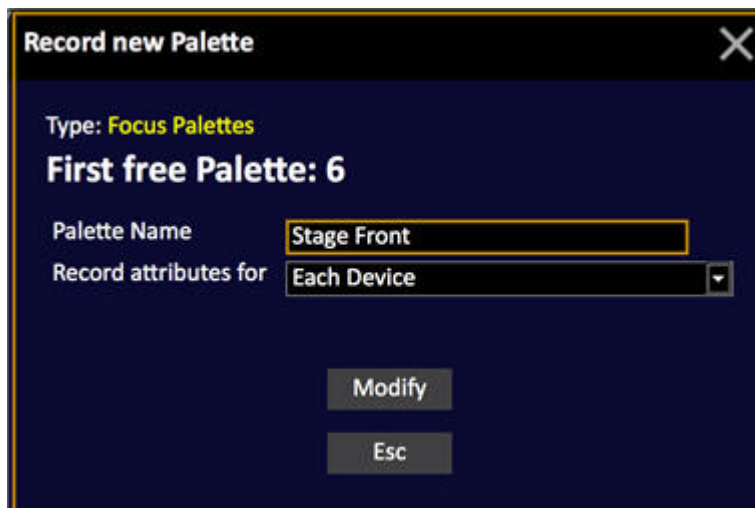 Record new Palette
Type: Focus Palettes
First free Palette: 6
Palette Name Stage Front
Record attributes for Each Device
Modify
Esc